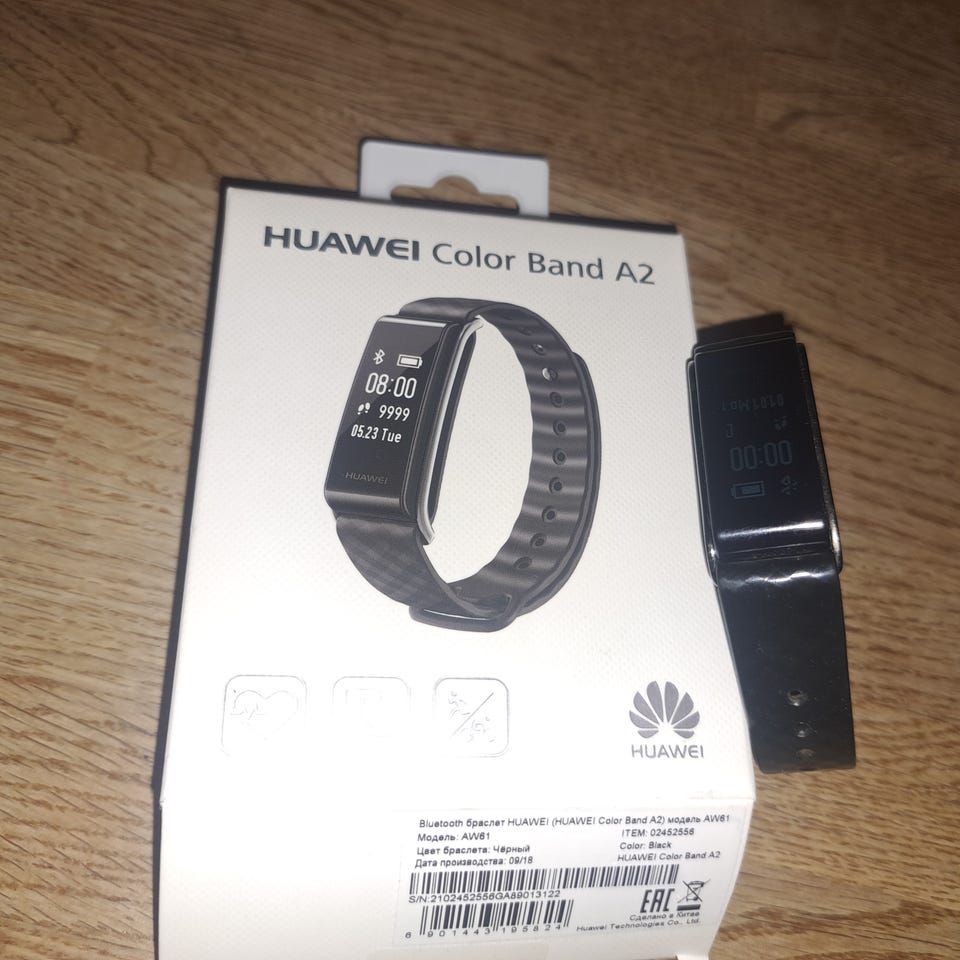 HUAWEI Color Band A2
08:00
9999
05.23 Tue
HUAWEI
00:00
HUAWEI
Bluetooth браслет HUAWEI (HUAWEI Color Band A2) модель AW61
Модель: AW61
ITEM: 02452556
Цвет браслета: Чёрный
Color: Black
Дата производства: 09/18
HUAWEI Color Band A2
S/N:2102452556GA89013122
EAC
Сделано в Китае
6 901443 195824
Huawei Technologies Co., Ltd.